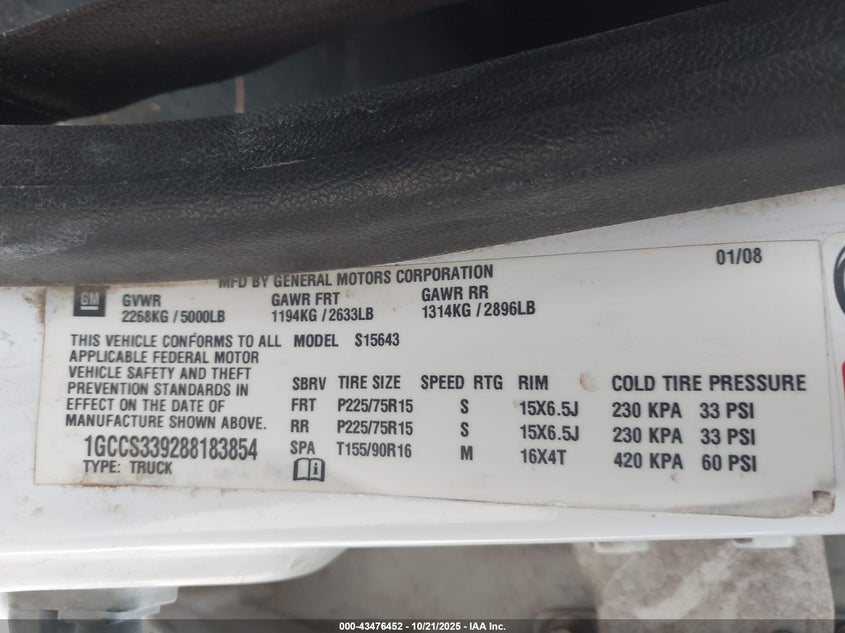 MFD BY GENERAL MOTORS CORPORATION 01/08
GM GVWR GAWR FRT GAWR RR
2268KG / 5000LB 1194KG / 2633LB 1314KG / 2896LB
THIS VEHICLE CONFORMS TO ALL MODEL S15643
APPLICABLE FEDERAL MOTOR
VEHICLE SAFETY AND THEFT
PREVENTION STANDARDS IN
EFFECT ON THE DATE OF
MANUFACTURE SHOWN ABOVE.
1GCCS339288183854
TYPE: TRUCK
SBRV TIRE SIZE SPEED RTG RIM COLD TIRE PRESSURE
FRT P225/75R15 S 15X6.5J 230 KPA 33 PSI
RR P225/75R15 S 15X6.5J 230 KPA 33 PSI
SPA T155/90R16 M 16X4T 420 KPA 60 PSI
000-43476452 - 10/21/2025 - IAA Inc.